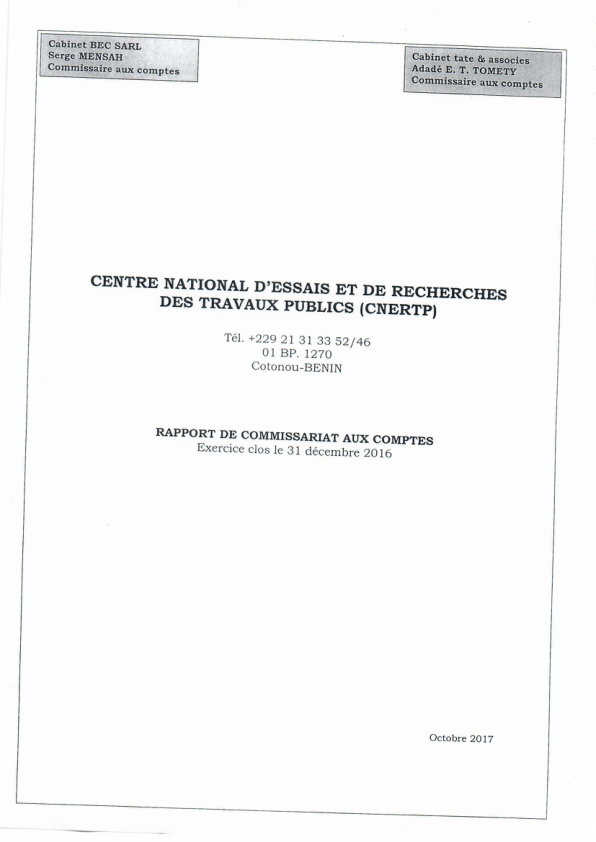 Cabinet BEC SARL
Serge MENSAH
Commissaire aux comptes
Cabinet tate & associes
Adadé E. T. TOMETY
Commissaire aux comptes
CENTRE NATIONAL D'ESSAIS ET DE RECHERCHES
DES TRAVAUX PUBLICS (CNERTP)
Tél. +229 21 31 33 52/46
01 BP. 1270
Cotonou-BENIN
RAPPORT DE COMMISSARIAT AUX COMPTES
Exercice clos le 31 décembre 2016
Octobre 2017